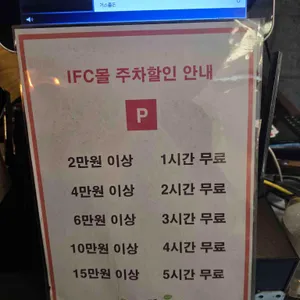 IFC몰 주차할인 안내
P
2만원 이상 1시간 무료
4만원 이상 2시간 무료
6만원 이상 3시간 무료
10만원 이상 4시간 무료
15만원 이상 5시간 무료